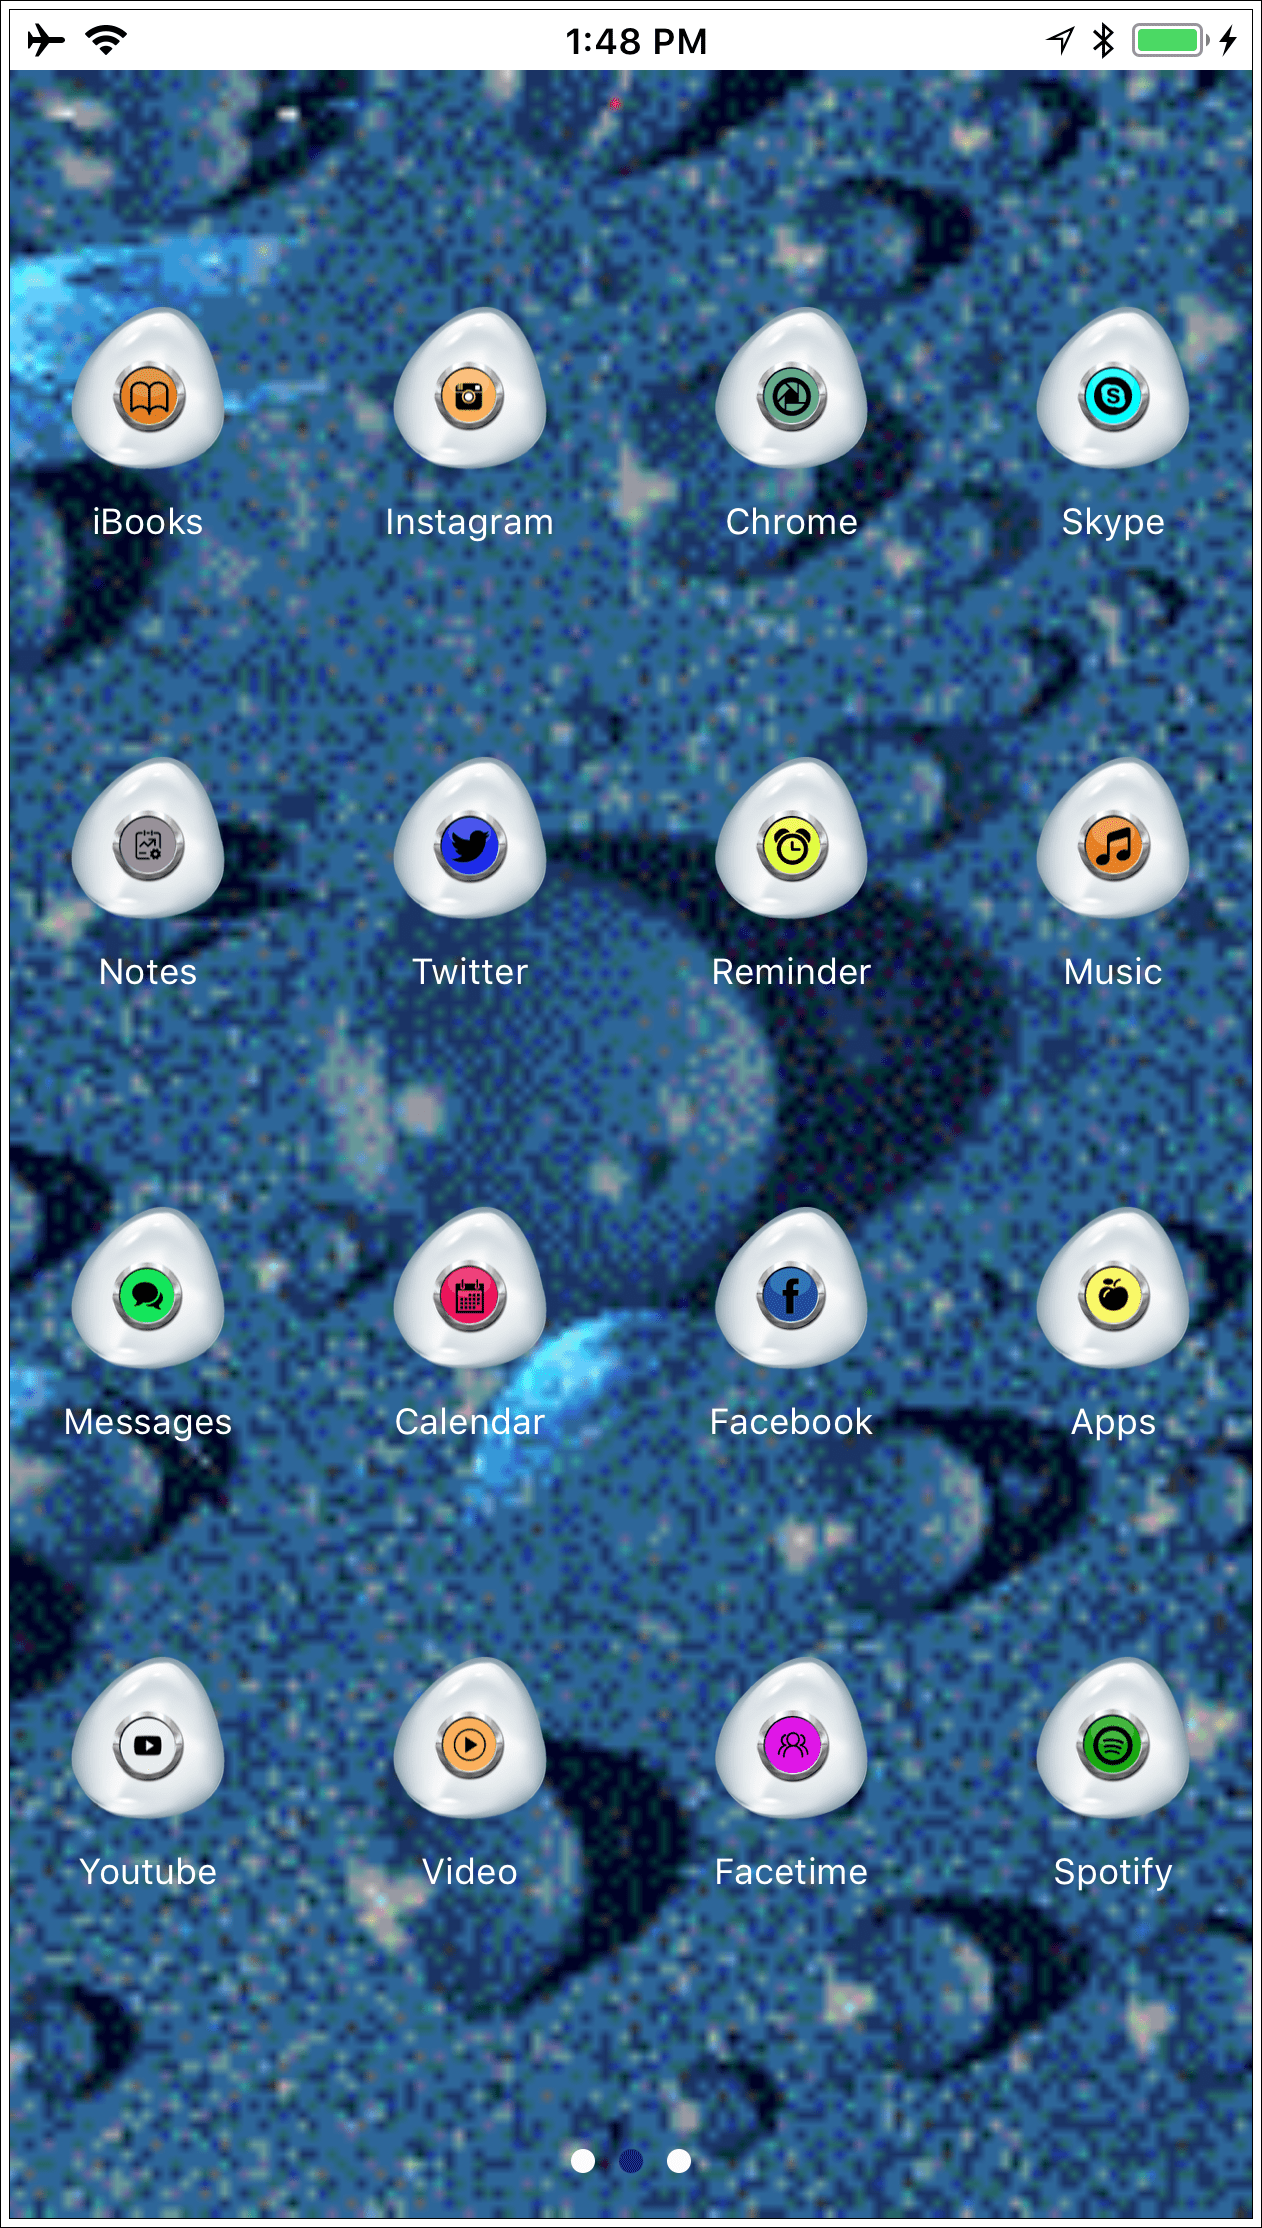 1:48 PM
iBooks Instagram Chrome Skype
Notes Twitter Reminder Music
Messages Calendar Facebook Apps
Youtube Video Facetime Spotify